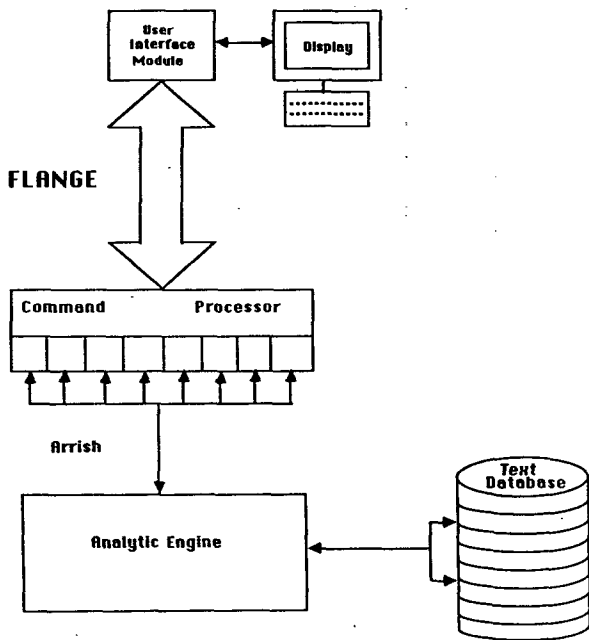 User
Interface
Module
Display
FLANGE
Command Processor
Arrish
Analytic Engine
Text
Database